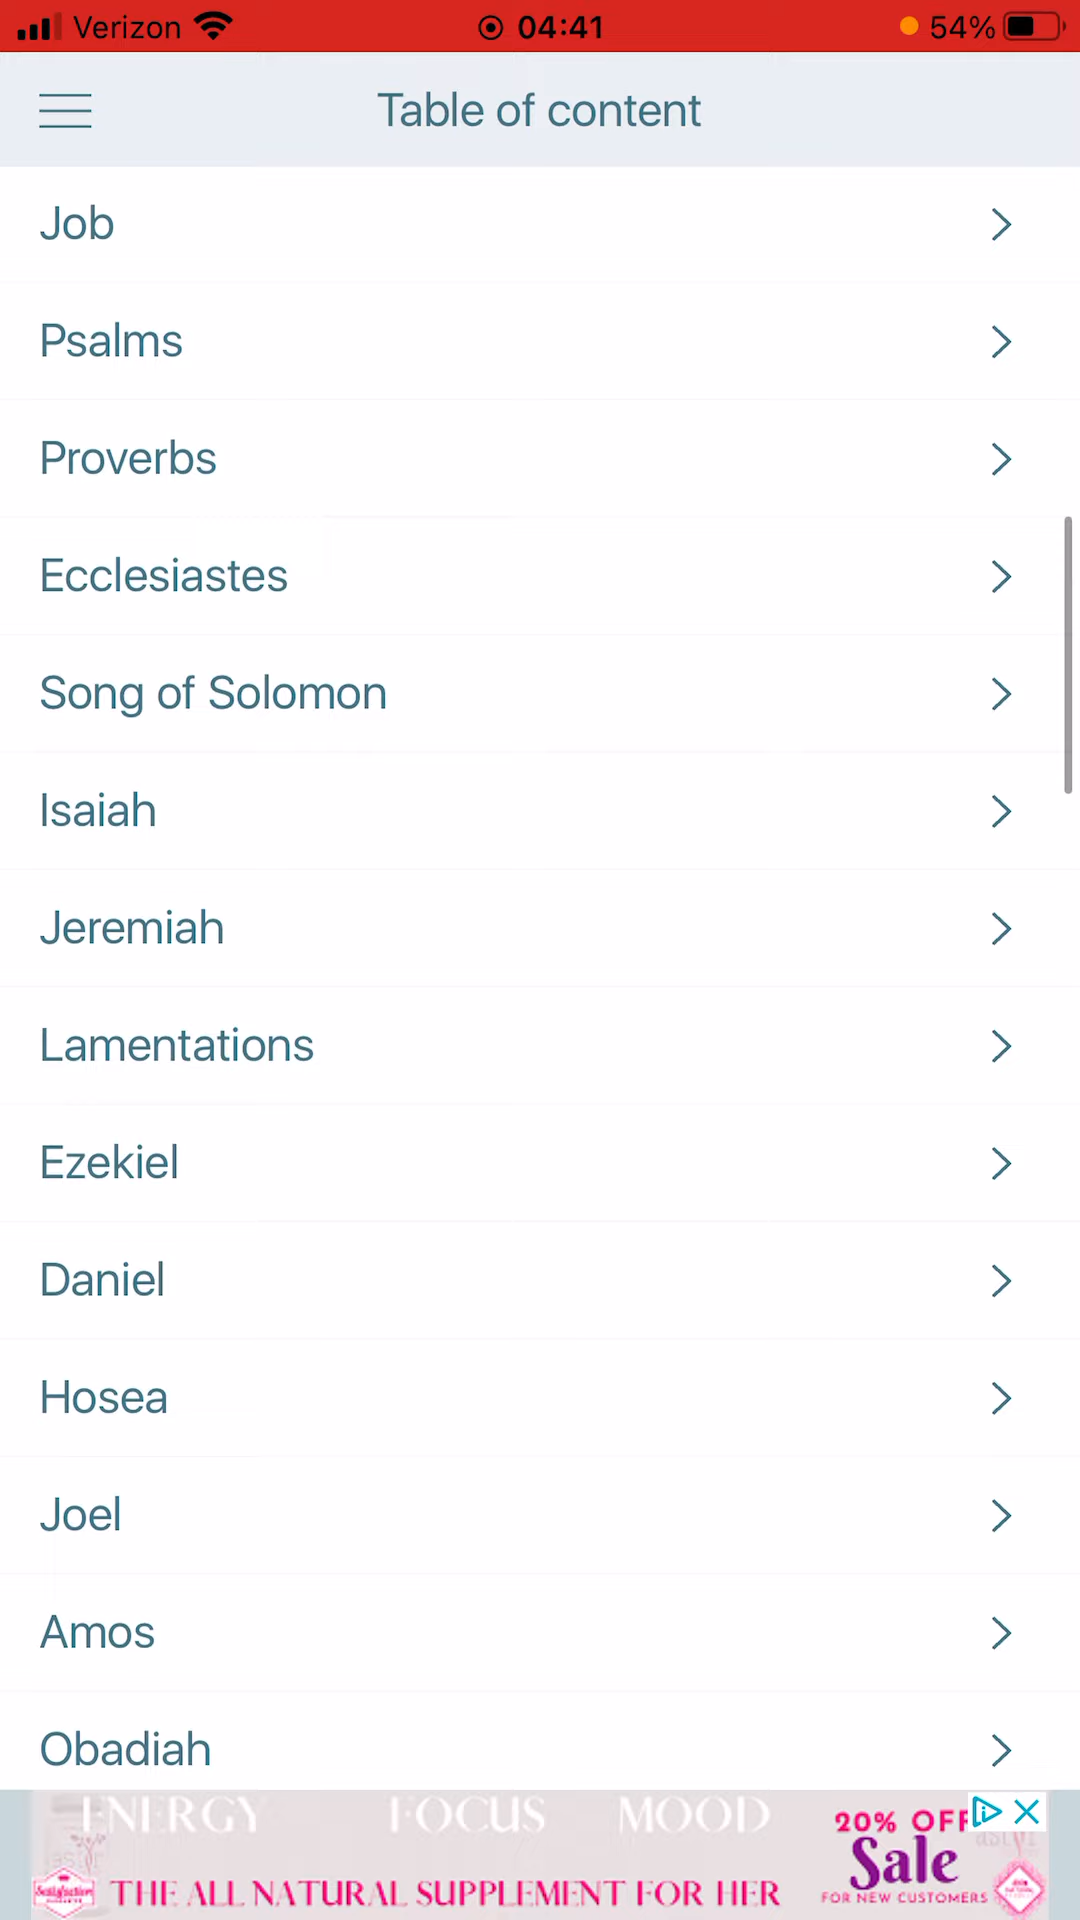 Verizon 04:41 54%
Table of content
Job
Psalms
Proverbs
Ecclesiastes
Song of Solomon
Isaiah
Jeremiah
Lamentations
Ezekiel
Daniel
Hosea
Joel
Amos
Obadiah
ENERGY FOCUS MOOD
20% OFF
Sale
FOR NEW CUSTOMERS
THE ALL NATURAL SUPPLEMENT FOR HER